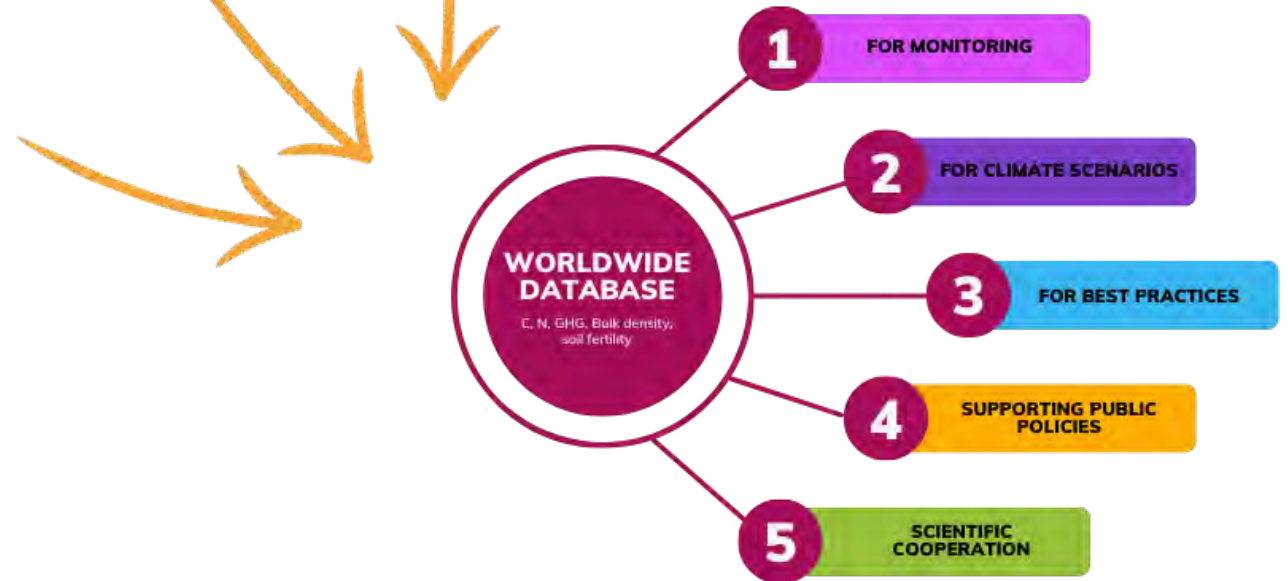 WORLDWIDE
DATABASE
C, N, GHG, Bulk density,
soil fertility
1
FOR MONITORING
2
FOR CLIMATE SCENARIOS
3
FOR BEST PRACTICES
4
SUPPORTING PUBLIC
POLICIES
5
SCIENTIFIC
COOPERATION